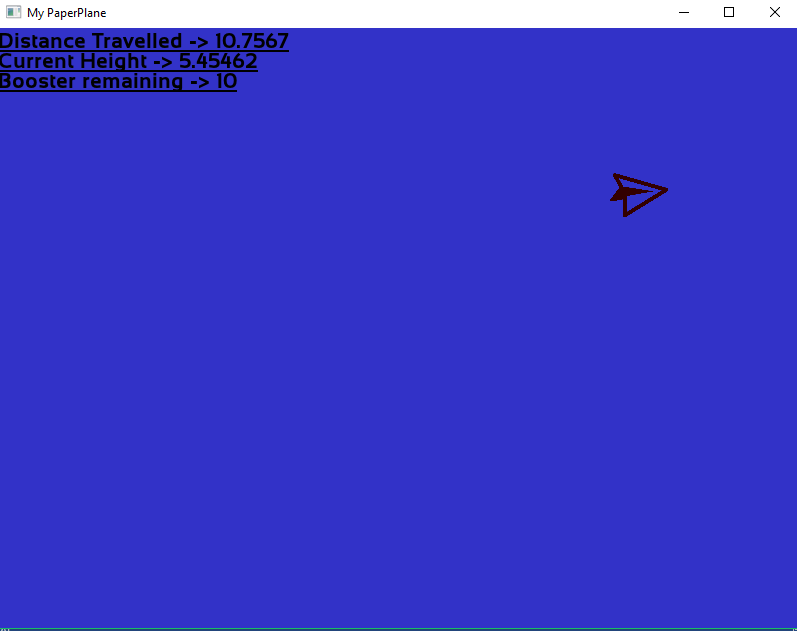 My PaperPlane
Distance Travelled -> 10.7567
Current Height -> 5.45462
Booster remaining -> 10